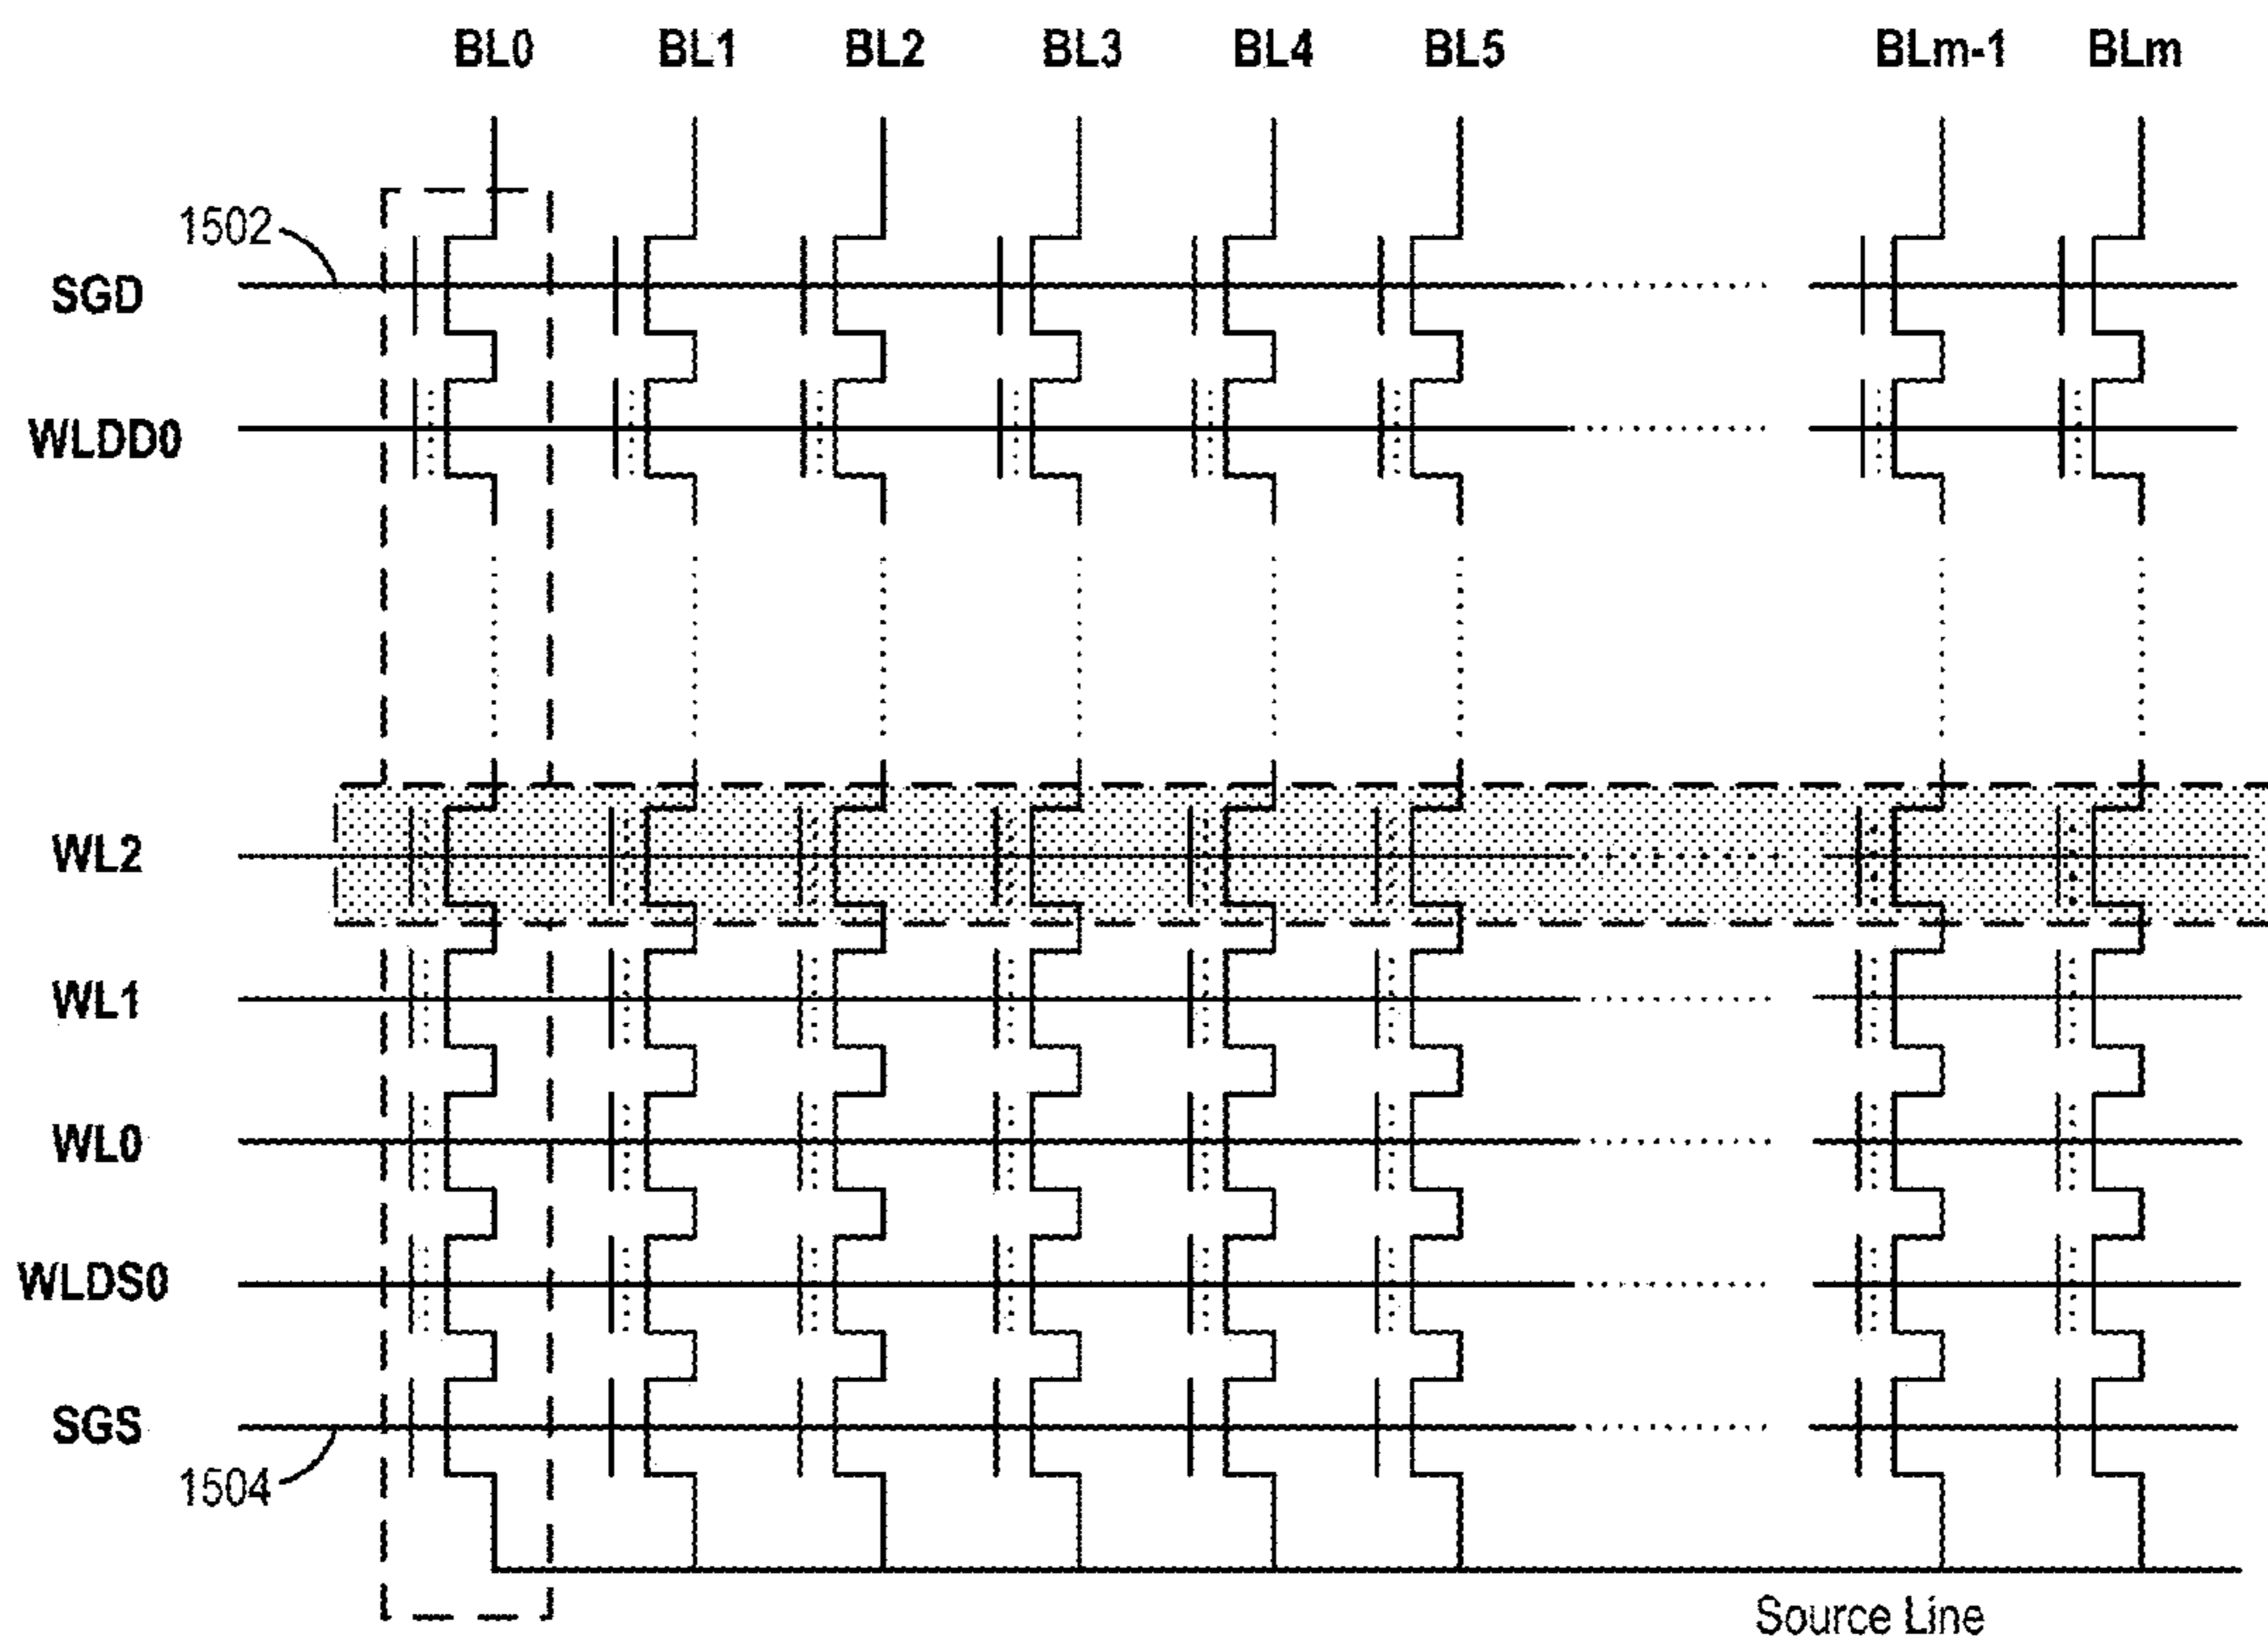 BL0 BL1 BL2 BL3 BL4 BL5 BLm-1 BLm
1502
SGD
WLDD0
WL2
WL1
WL0
WLDS0
SGS
1504
Source Line